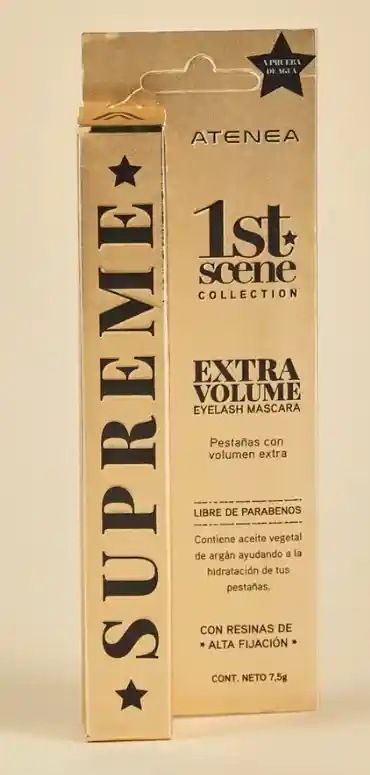 A PRUEBA
DE AGUA
ATENEA
1st
scene
COLLECTION
EXTRA
VOLUME
EYELASH MASCARA
Pestañas con
volumen extra
LIBRE DE PARABENOS
Contiene aceite vegetal
de argán ayudando a la
hidratación de tus
pestañas.
CON RESINAS DE
• ALTA FIJACIÓN •
CONT. NETO 7,5g
SUPREME